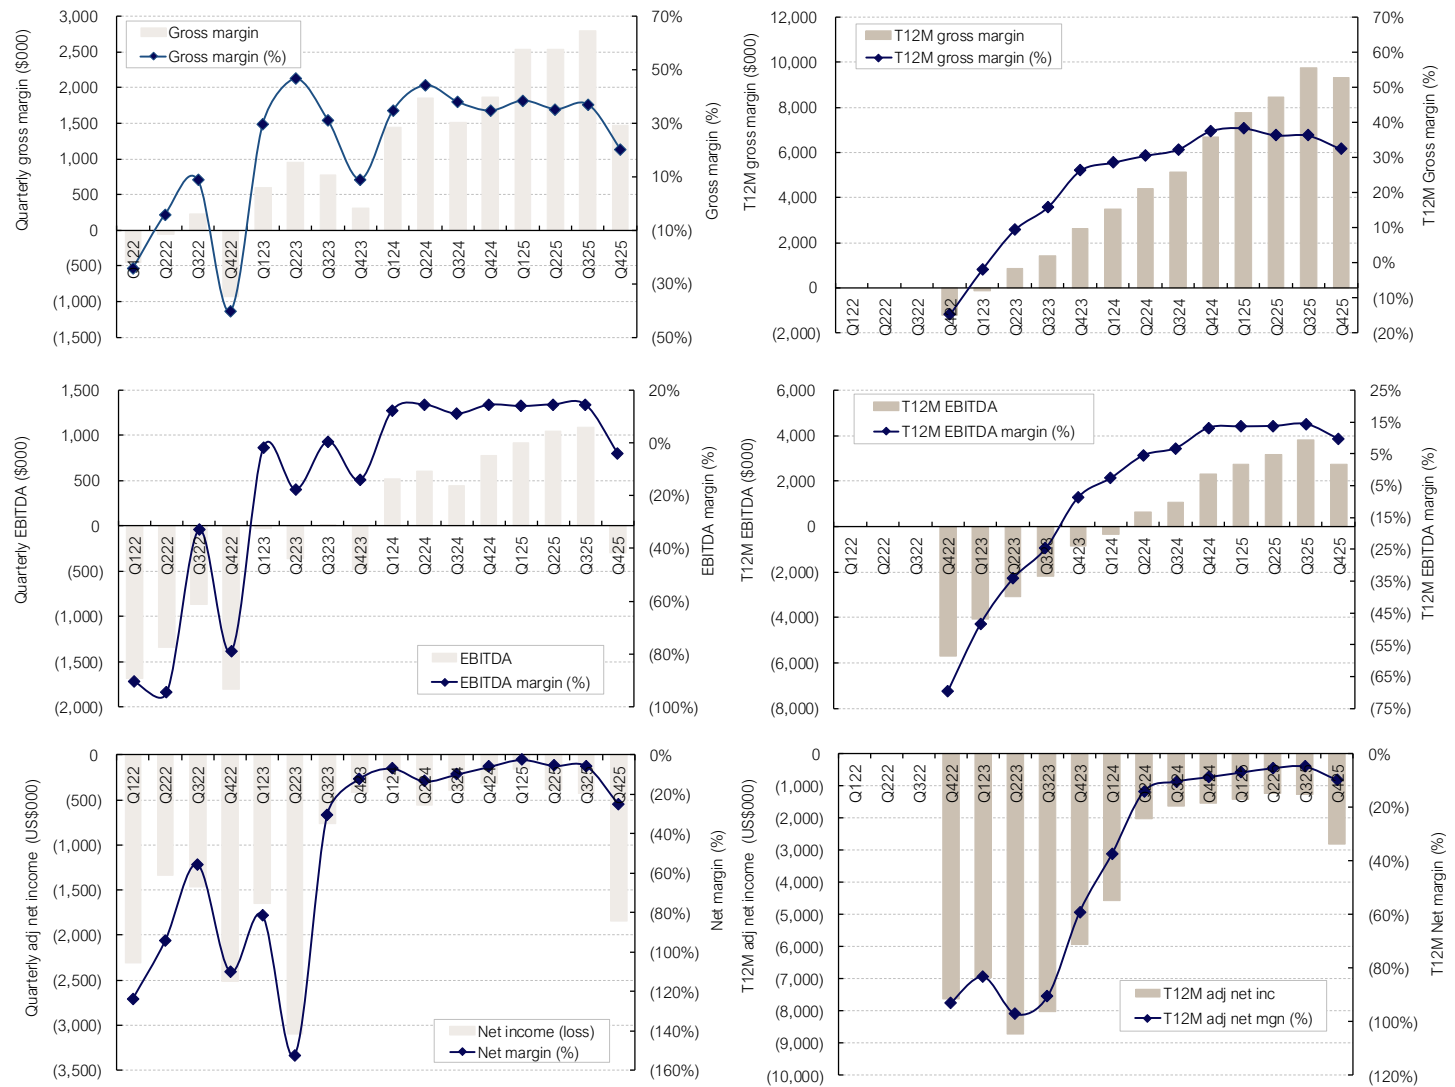 Quarterly gross margin ($000)
3,000
2,500
2,000
1,500
1,000
500
0
(500)
(1,000)
(1,500)
Gross margin
Gross margin (%)
Q122
Q222
Q322
Q422
Q123
Q223
Q323
Q423
Q124
Q224
Q324
Q424
Q125
Q225
Q325
Q425
70%
50%
30%
10%
(10%)
(30%)
(50%)
Gross margin (%)
T12M gross margin ($000)
12,000
10,000
8,000
6,000
4,000
2,000
0
(2,000)
T12M gross margin
T12M gross margin (%)
Q122
Q222
Q322
Q422
Q123
Q223
Q323
Q423
Q124
Q224
Q324
Q424
Q125
Q225
Q325
Q425
70%
60%
50%
40%
30%
20%
10%
0%
(10%)
(20%)
T12M Gross margin (%)
Quarterly EBITDA ($000)
1,500
1,000
500
0
(500)
(1,000)
(1,500)
(2,000)
Q122
Q222
Q322
Q422
Q123
Q223
Q323
Q423
Q124
Q224
Q324
Q424
Q125
Q225
Q325
Q425
EBITDA
EBITDA margin (%)
20%
0%
(20%)
(40%)
(60%)
(80%)
(100%)
EBITDA margin (%)
T12M EBITDA ($000)
6,000
4,000
2,000
0
(2,000)
(4,000)
(6,000)
(8,000)
T12M EBITDA
T12M EBITDA margin (%)
Q122
Q222
Q322
Q422
Q123
Q223
Q323
Q423
Q124
Q224
Q324
Q424
Q125
Q225
Q325
Q425
25%
15%
5%
(5%)
(15%)
(25%)
(35%)
(45%)
(55%)
(65%)
(75%)
T12M EBITDA margin (%)
Quarterly adj net income (US$000)
0
(500)
(1,000)
(1,500)
(2,000)
(2,500)
(3,000)
(3,500)
Q122
Q222
Q322
Q422
Q123
Q223
Q323
Q423
Q124
Q224
Q324
Q424
Q125
Q225
Q325
Q425
Net income (loss)
Net margin (%)
0%
(20%)
(40%)
(60%)
(80%)
(100%)
(120%)
(140%)
(160%)
Net margin (%)
T12M adj net income (US$000)
0
(1,000)
(2,000)
(3,000)
(4,000)
(5,000)
(6,000)
(7,000)
(8,000)
(9,000)
(10,000)
Q122
Q222
Q322
Q422
Q123
Q223
Q323
Q423
Q124
Q224
Q324
Q424
Q125
Q225
Q325
Q425
T12M adj net inc
T12M adj net mgn (%)
0%
(20%)
(40%)
(60%)
(80%)
(100%)
(120%)
T12M Net margin (%)